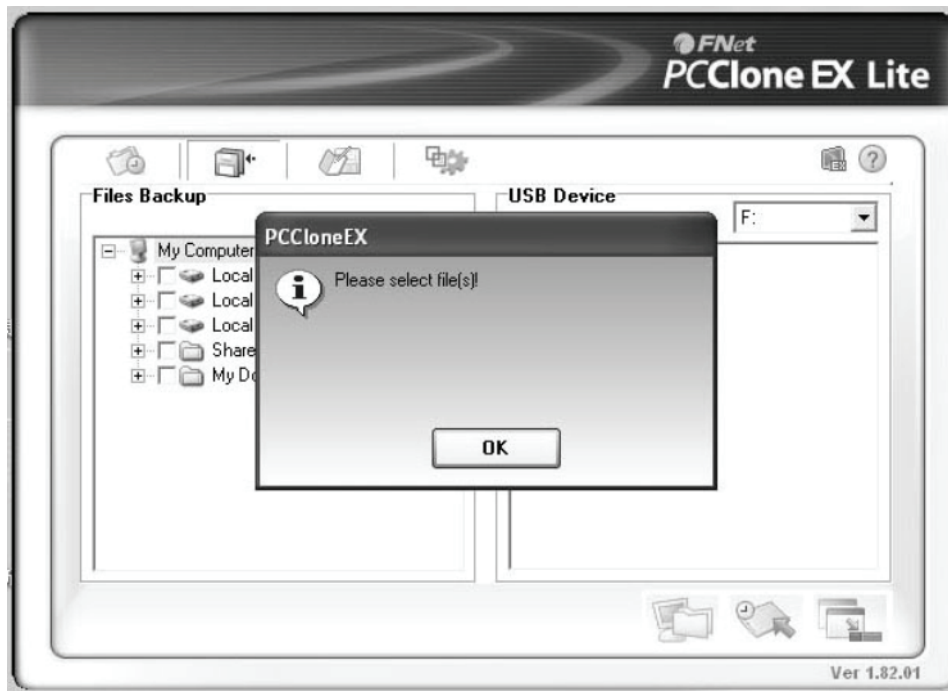 FNet
PCClone EX Lite
EX
?
Files Backup
USB Device
F:
PCCloneEX
My Computer
Local
Local
Local
Share
My Do
Please select file(s)!
OK
Ver 1.82.01